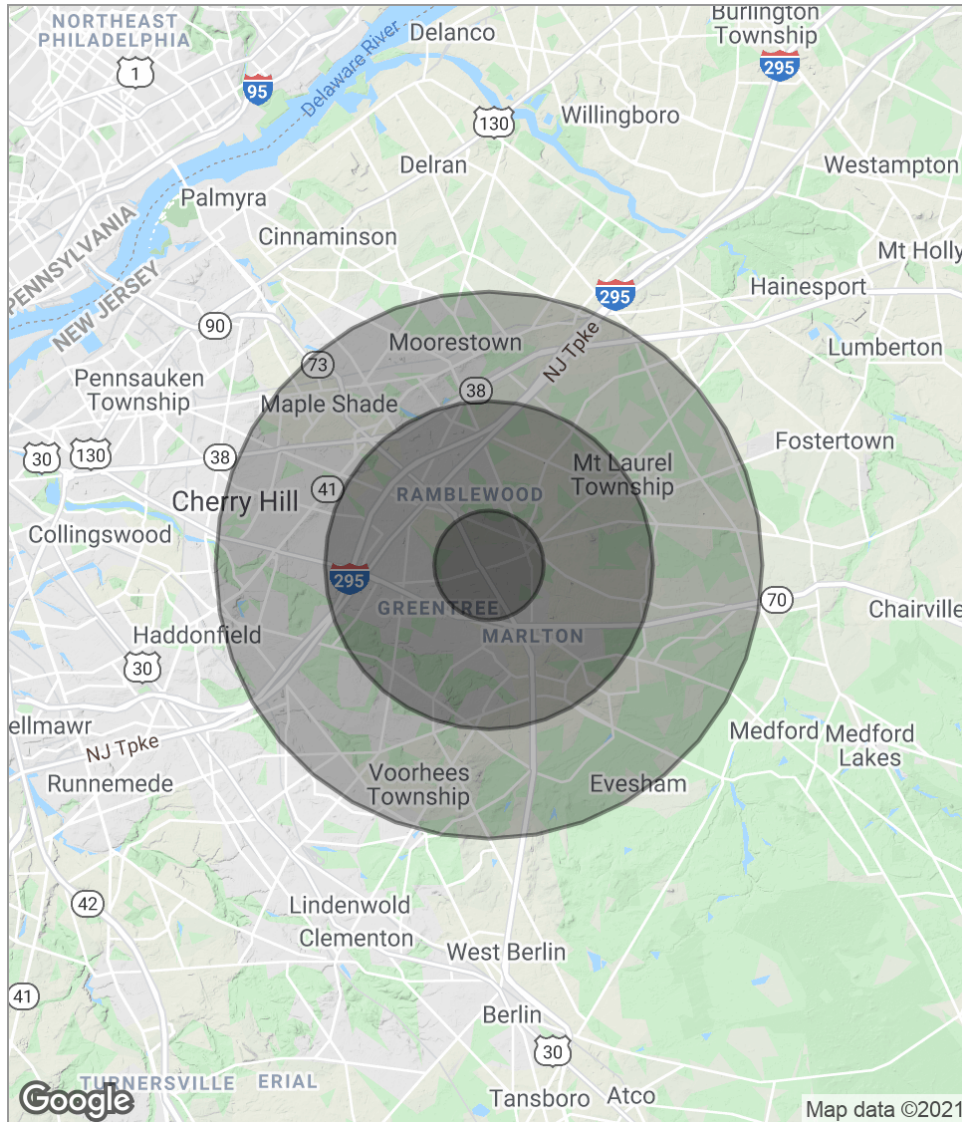 NORTHEAST
PHILADELPHIA
1
95
Delaware River
Delanco
Burlington
Township
295
130
Willingboro
Delran
Westampton
Palmyra
PENNSYLVANIA
NEW JERSEY
Cinnaminson
Mt Holly
Hainesport
295
90
Moorestown
NJ Tpke
Lumberton
73
Pennsauken
Township
38
Maple Shade
Fostertown
30
130
38
Mt Laurel
Township
41
RAMBLEWOOD
Cherry Hill
Collingswood
295
GREENTREE
70
Chairville
Haddonfield
MARLTON
30
ellmawr
NJ Tpke
Medford
Medford
Lakes
Runnemede
Voorhees
Township
Evesham
42
Lindenwold
Clementon
West Berlin
41
Berlin
30
TURNERSVILLE
ERIAL
Tansboro
Atco
Google
Map data ©2021